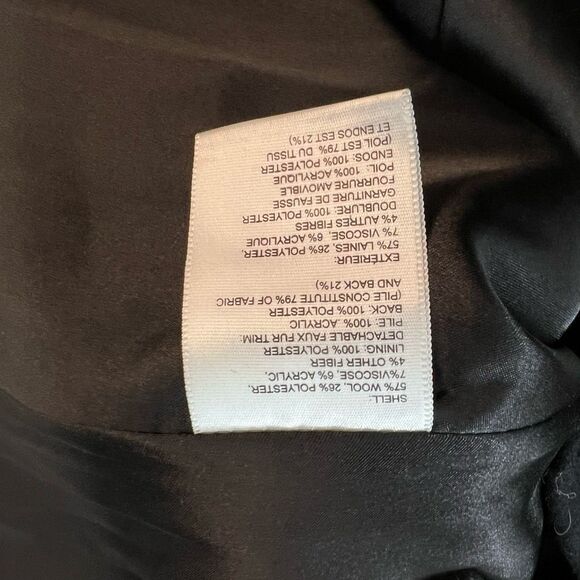 SHELL:
57% WOOL, 26% POLYESTER.
7%VISCOSE, 6% ACRYLIC,
4% OTHER FIBER
LINING: 100% POLYESTER
DETACHABLE FAUX FUR TRIM:
PILE: 100%. ACRYLIC
BACK: 100% POLYESTER
(PILE CONSTITUTE 79% OF FABRIC
AND BACK 21%)
EXTÉRIEUR:
57% LAINES, 26% POLYESTER.
7% VISCOSE, 6% ACRYLIQUE
4% AUTRES FIBRES
DOUBLURE: 100% POLYESTER
GARNITURE DE FAUSSE
FOURRURE AMOVIBLE
POIL: 100% ACRYLIQUE
ENDOS: 100% POLYESTER
(POIL EST 79% DU TISSU
ET ENDOS EST 21%)